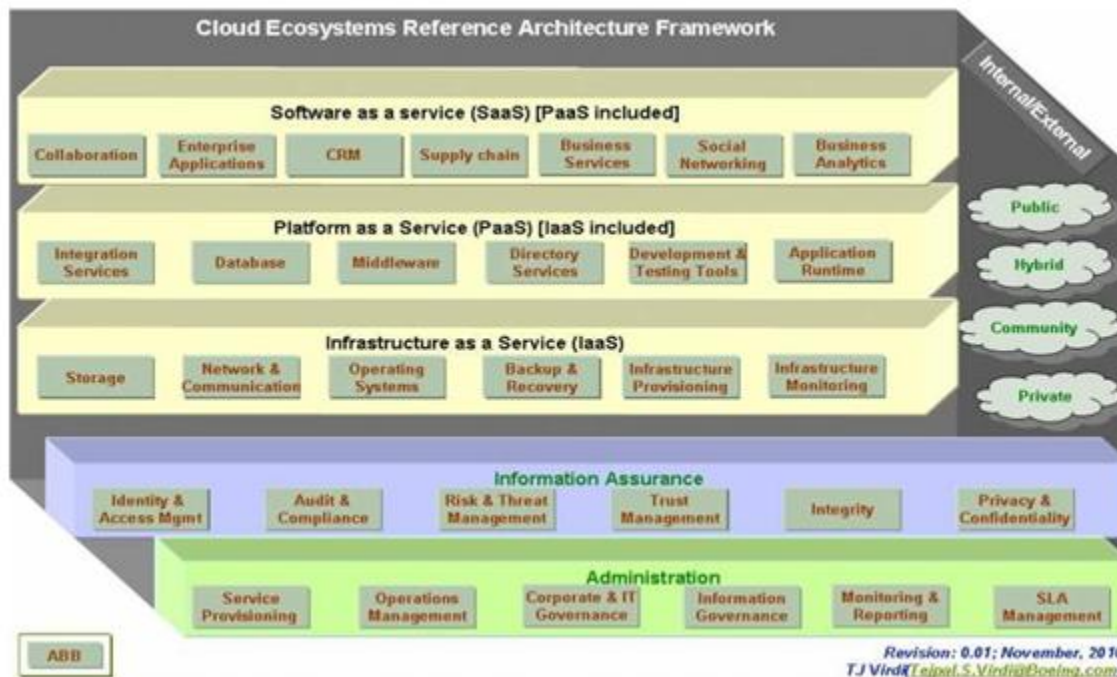 Cloud Ecosystems Reference Architecture Framework
Internal/External
Software as a service (SaaS) [PaaS included]
Collaboration
Enterprise
Applications
CRM
Supply chain
Business
Services
Social
Networking
Business
Analytics
Platform as a Service (PaaS) [IaaS included]
Integration
Services
Database
Middleware
Directory
Services
Development &
Testing Tools
Application
Runtime
Infrastructure as a Service (IaaS)
Storage
Network &
Communication
Operating
Systems
Backup &
Recovery
Infrastructure
Provisioning
Infrastructure
Monitoring
Public
Hybrid
Community
Private
Information Assurance
Identity &
Access Mgmt
Audit &
Compliance
Risk & Threat
Management
Trust
Management
Integrity
Privacy &
Confidentiality
Administration
Service
Provisioning
Operations
Management
Corporate & IT
Governance
Information
Governance
Monitoring &
Reporting
SLA
Management
ABB
Revision: 0.01; November, 201
TJ Virdi(Tejpal.S.Virdi@Boeing.com